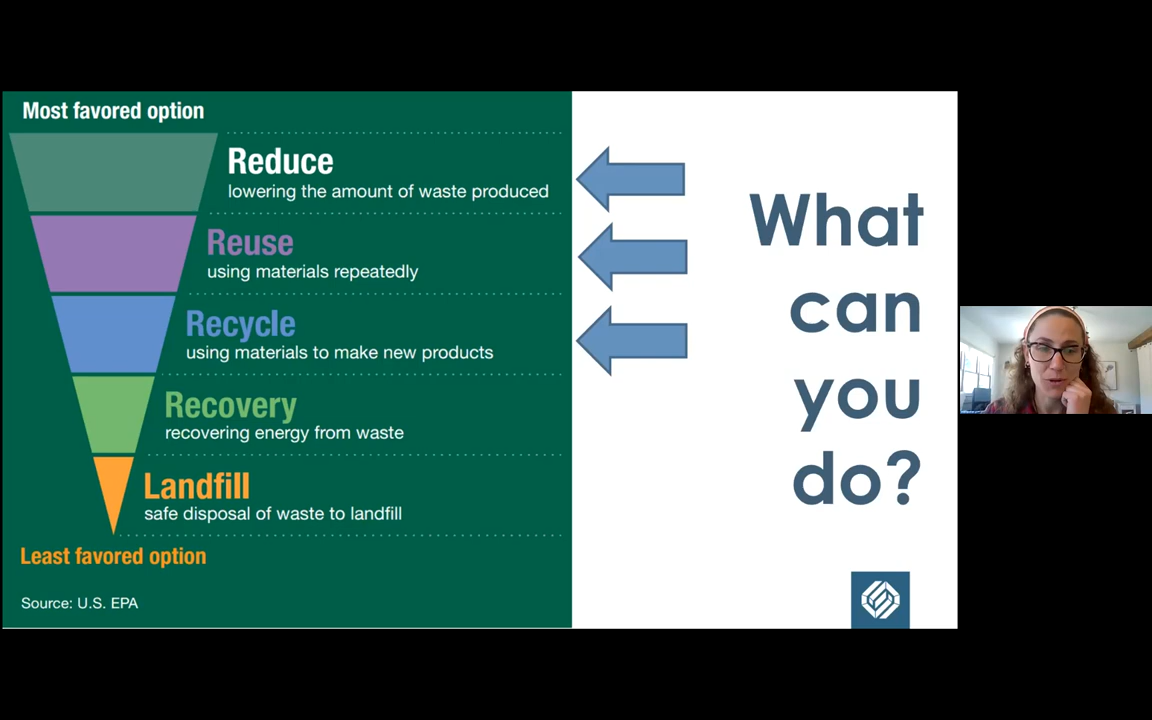 Most favored option
Reduce
lowering the amount of waste produced
Reuse
using materials repeatedly
Recycle
using materials to make new products
Recovery
recovering energy from waste
Landfill
safe disposal of waste to landfill
Least favored option
Source: U.S. EPA
What
can
you
do?